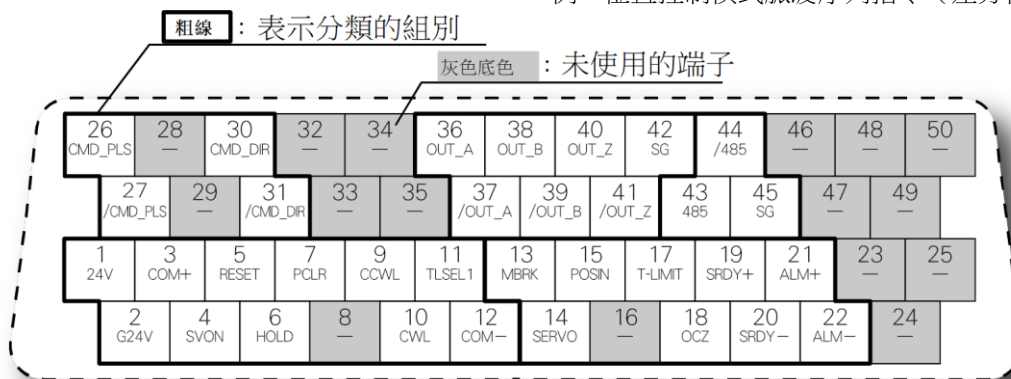 粗線 ：表示分類的組別
灰色底色 ：未使用的端子
26 28 30 32 34 36 38 40 42 44 46 48 50
CMD_PLS — CMD_DIR — — OUT_A OUT_B OUT_Z SG /485 — — —
27 29 31 33 35 37 39 41 43 45 47 49
/CMD_PLS — /CMD_DIR — — /OUT_A /OUT_B /OUT_Z 485 SG — —
1 3 5 7 9 11 13 15 17 19 21 23 25
24V COM+ RESET PCLR CCWL TLSEL1 MBRK POSIN T-LIMIT SRDY+ ALM+ — —
2 4 6 8 10 12 14 16 18 20 22 24
G24V SVON HOLD — CWL COM− SERVO — OCZ SRDY− ALM− —